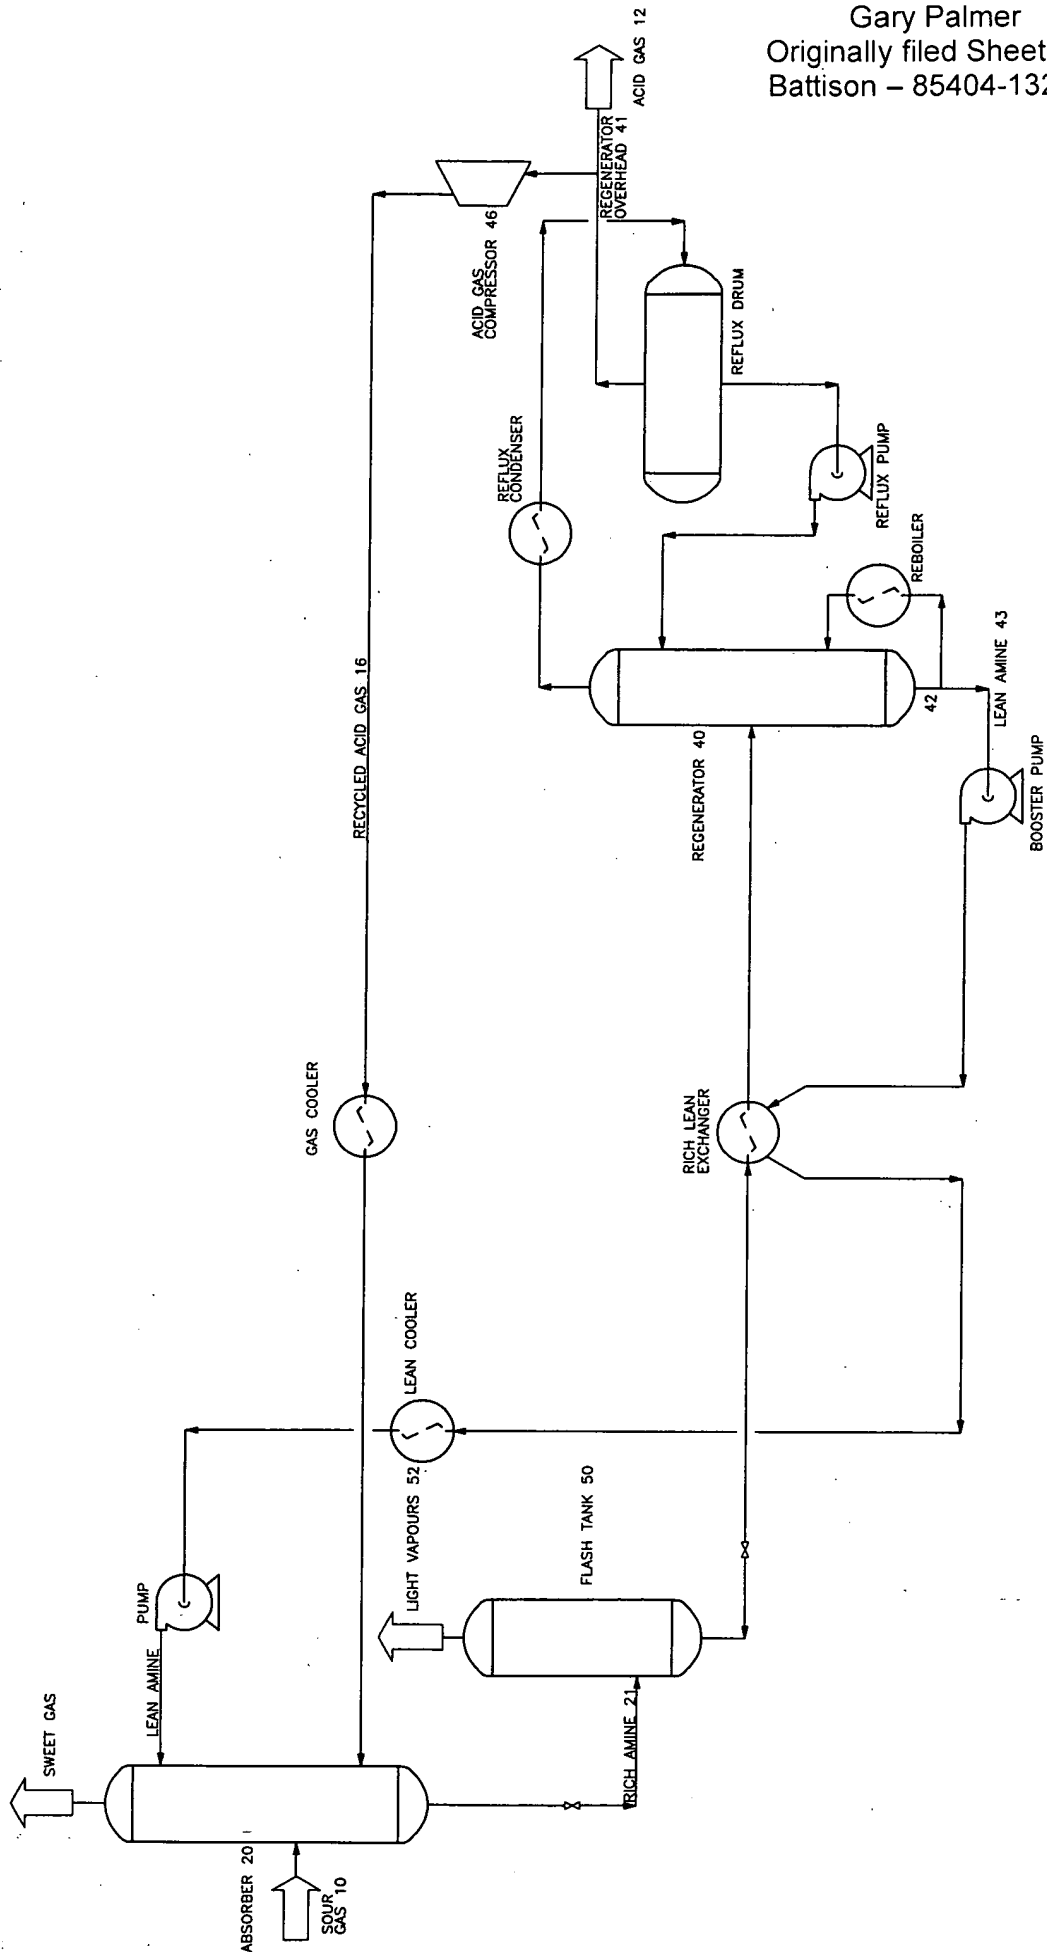 Gary Palmer
Originally filed Sheet
Battison – 85404-132
SWEET GAS
LEAN AMINE
PUMP
ABSORBER 20
SOUR
GAS 10
RICH AMINE 21
LIGHT VAPOURS 52
FLASH TANK 50
LEAN COOLER
GAS COOLER
RICH LEAN
EXCHANGER
RECYCLED ACID GAS 16
REGENERATOR 40
BOOSTER PUMP
LEAN AMINE 43
42
REBOILER
REFLUX PUMP
REFLUX
CONDENSER
REFLUX DRUM
ACID GAS
COMPRESSOR 46
REGENERATOR
OVERHEAD 41
ACID GAS 12